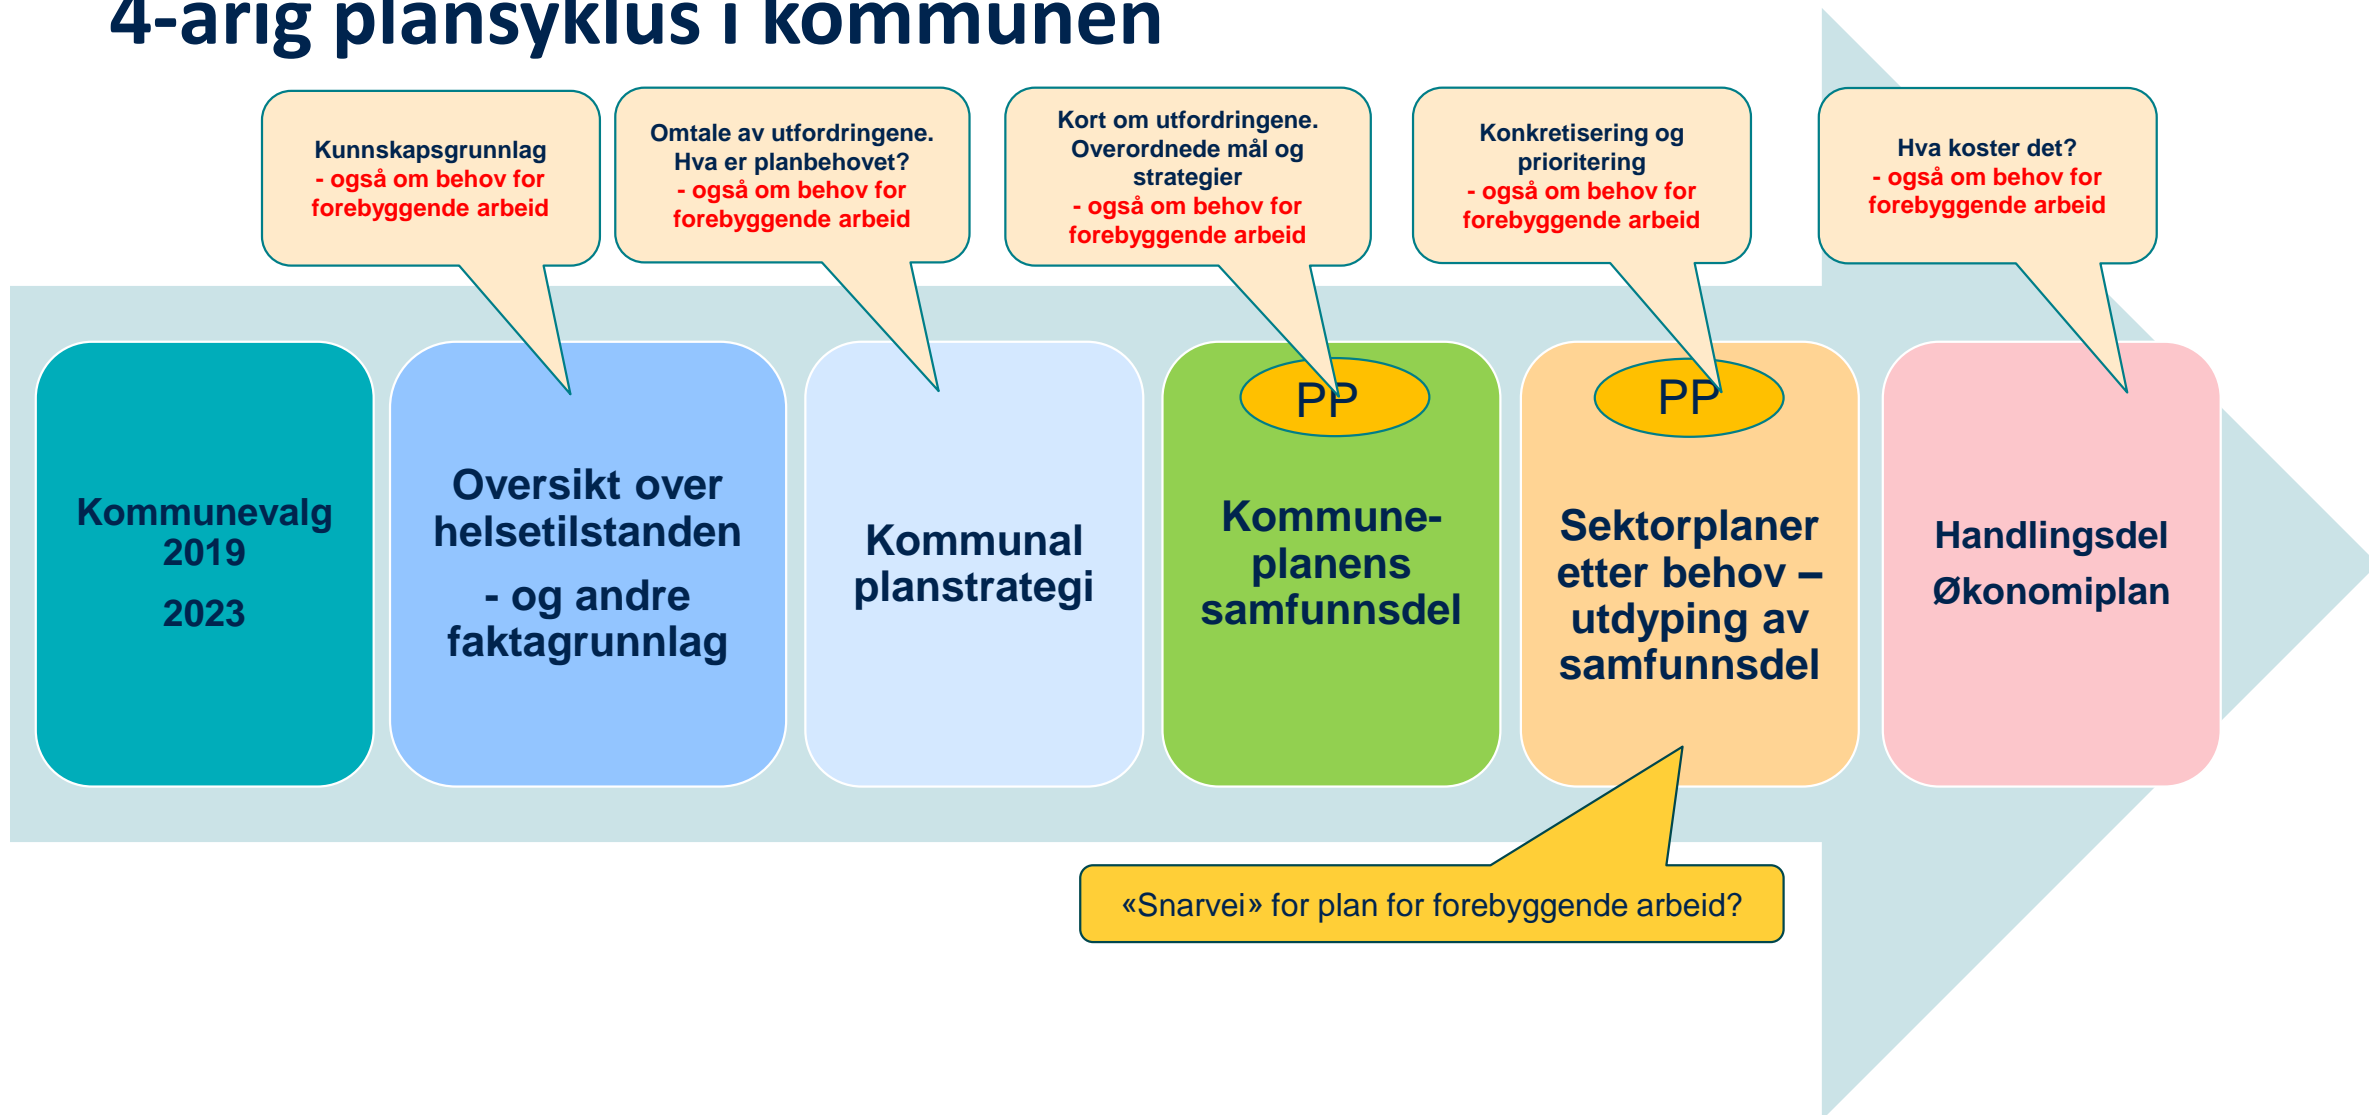 4-årig plansyklus i kommunen
Kunnskapsgrunnlag
- også om behov for
forebyggende arbeid
Omtale av utfordringene.
Hva er planbehovet?
- også om behov for
forebyggende arbeid
Kort om utfordringene.
Overordnede mål og
strategier
- også om behov for
forebyggende arbeid
Konkretisering og
prioritering
- også om behov for
forebyggende arbeid
Hva koster det?
- også om behov for
forebyggende arbeid
Kommunevalg
2019
2023
Oversikt over
helsetilstanden
- og andre
faktagrunnlag
Kommunal
planstrategi
PP
Kommune-
planens
samfunnsdel
PP
Sektorplaner
etter behov –
utdyping av
samfunnsdel
Handlingsdel
Økonomiplan
«Snarvei» for plan for forebyggende arbeid?